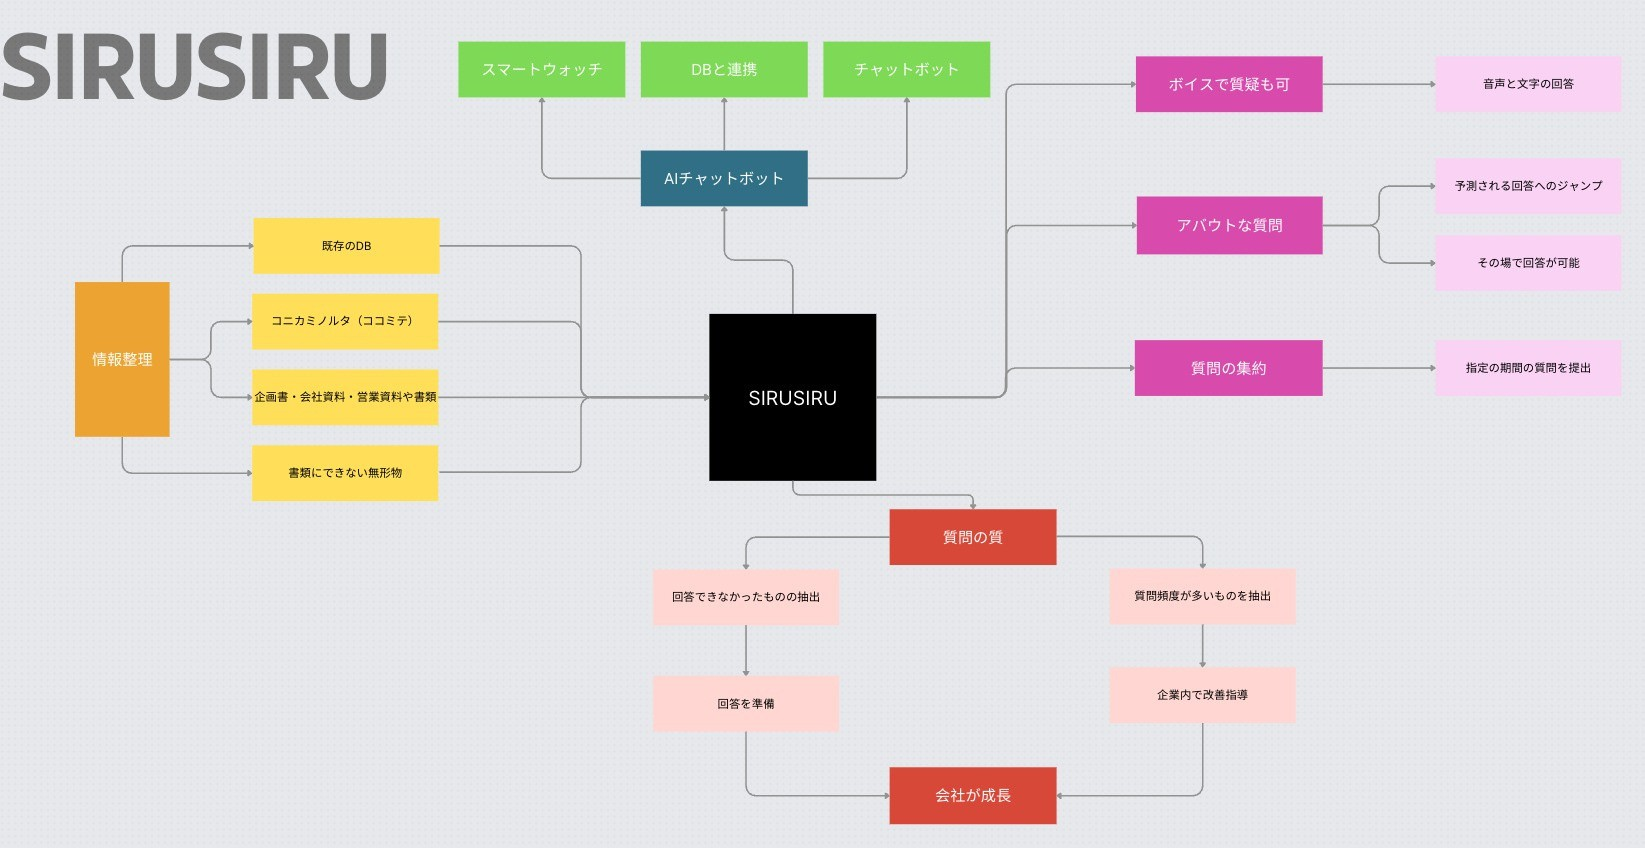 SIRUSIRU
スマートウォッチ
DBと連携
チャットボット
AIチャットボット
ボイスで質疑も可
音声と文字の回答
アバウトな質問
予測される回答へのジャンプ
その場で回答が可能
質問の集約
指定の期間の質問を提出
情報整理
既存のDB
コニカミノルタ（ココミテ）
企画書・会社資料・営業資料や書類
書類にできない無形物
SIRUSIRU
質問の質
回答できなかったものの抽出
質問頻度が多いものを抽出
回答を準備
企業内で改善指導
会社が成長